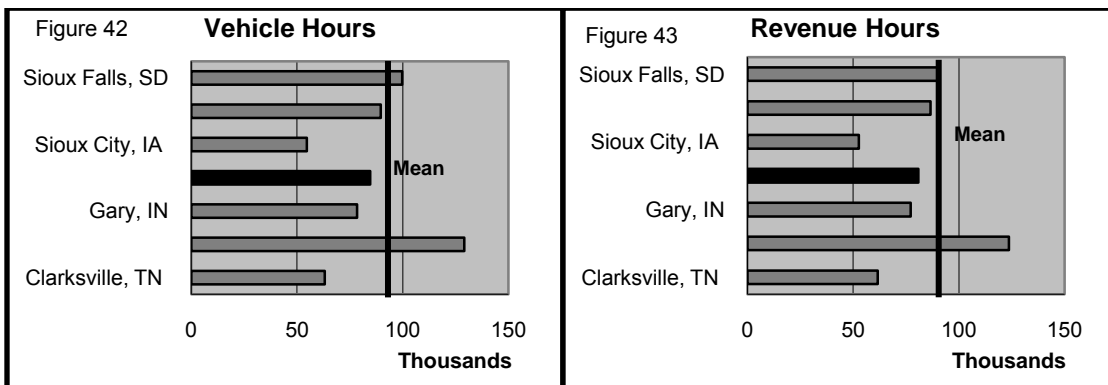 Figure 42
Vehicle Hours
Sioux Falls, SD
Sioux City, IA
Mean
Gary, IN
Clarksville, TN
0 50 100 150
Thousands
Figure 43
Revenue Hours
Sioux Falls, SD
Sioux City, IA
Mean
Gary, IN
Clarksville, TN
0 50 100 150
Thousands